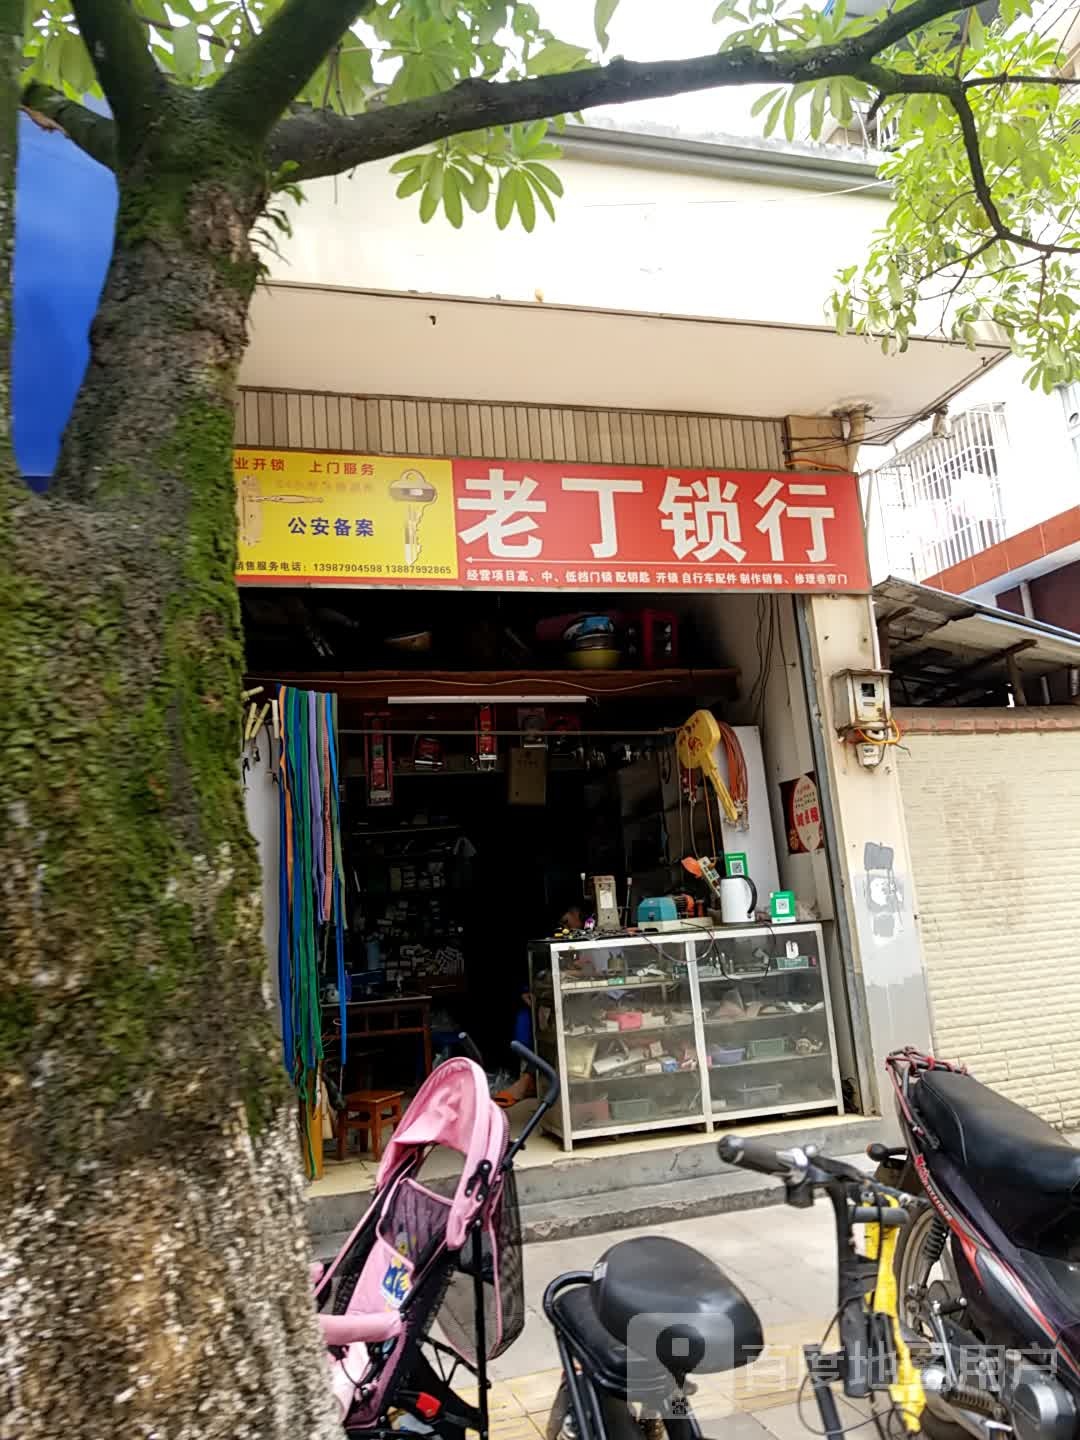 业开锁 上门服务
公安备案
销售服务电话：13987904598 13887992865
老丁锁行
经营项目高、中、低档门锁 配钥匙 开锁 自行车配件 制作销售、修理卷帘门
百度地图用户